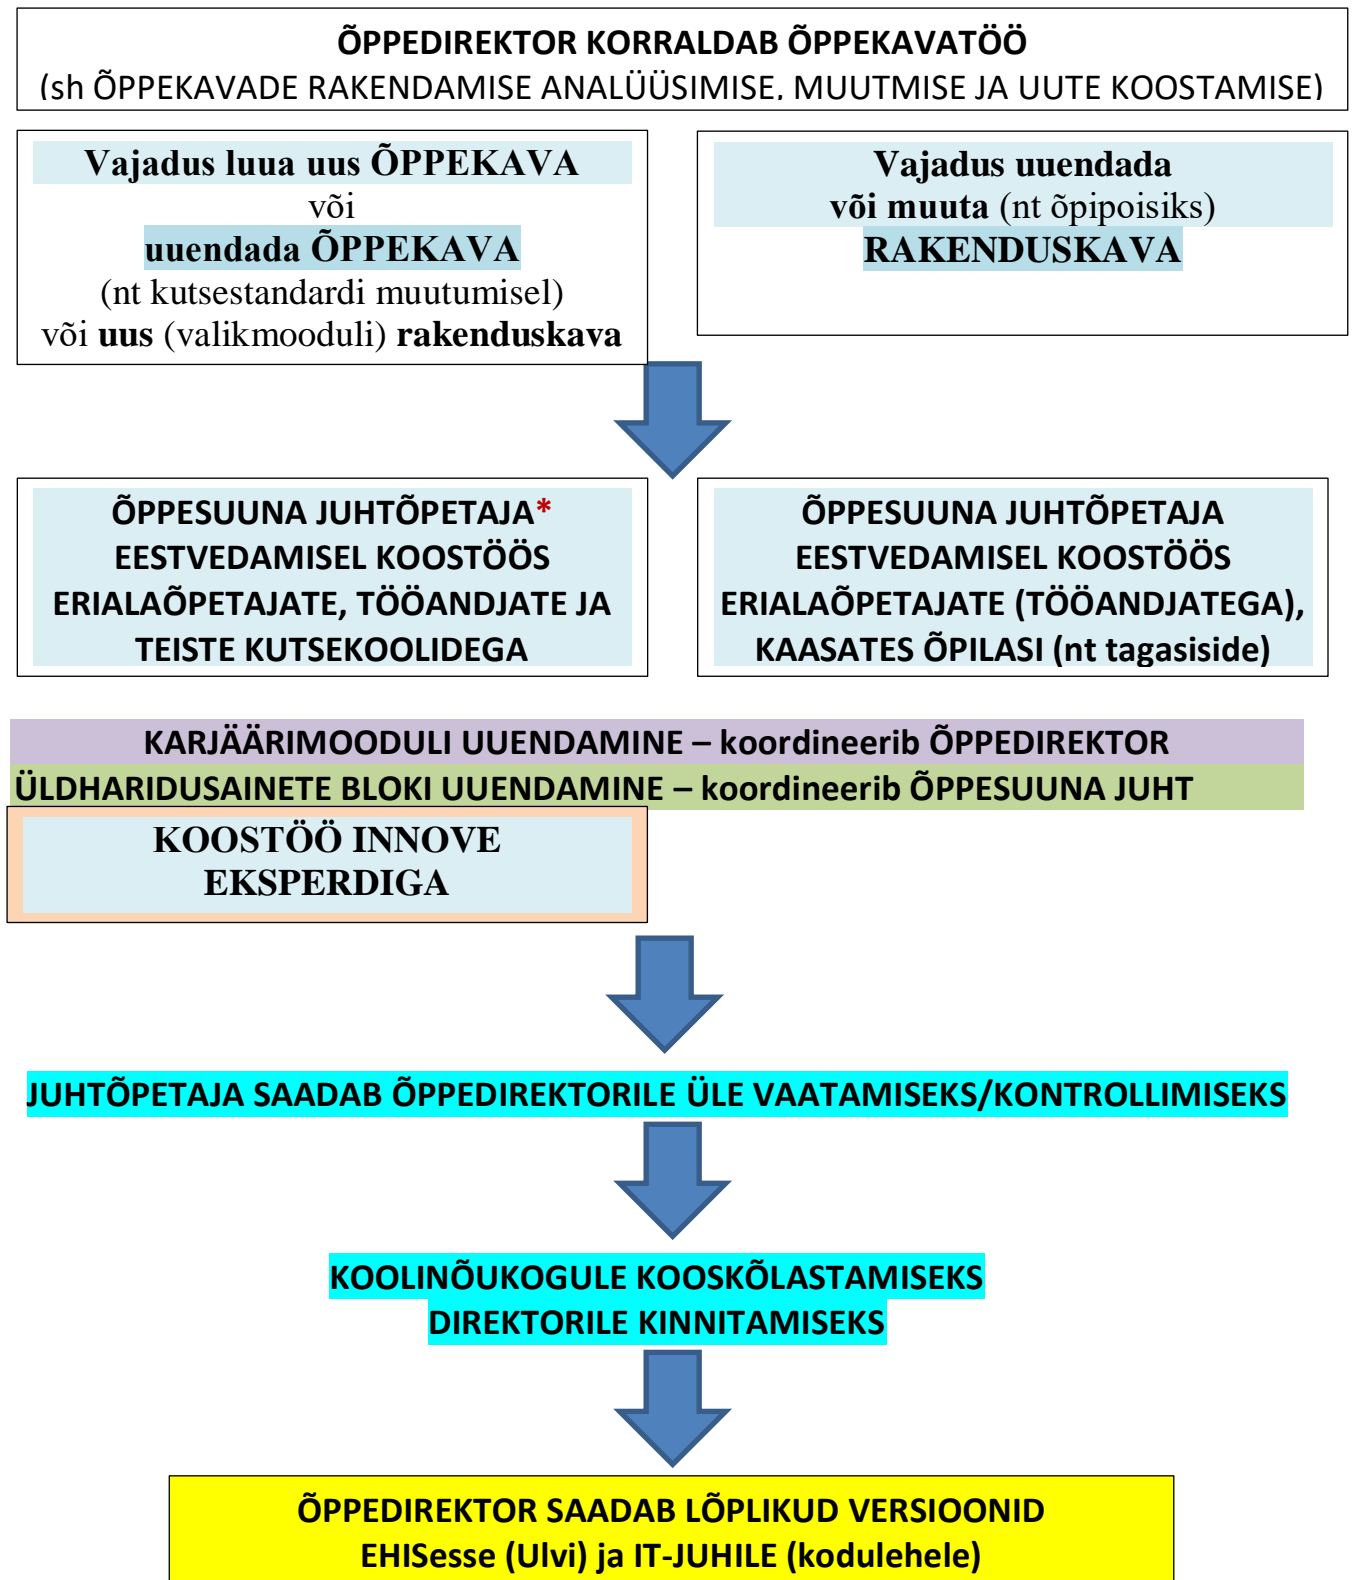 ÕPPEDIREKTOR KORRALDAB ÕPPEKAVATÖÖ
(sh ÕPPEKAVADE RAKENDAMISE ANALÜÜSIMISE, MUUTMISE JA UUTE KOOSTAMISE)
Vajadus luua uus ÕPPEKAVA
või
uuendada ÕPPEKAVA
(nt kutsestandardi muutumisel)
või uus (valikmooduli) rakenduskava
Vajadus uuendada
või muuta (nt õpipoisiks)
RAKENDUSKAVA
ÕPPESUUNA JUHTÕPETAJA*
EESTVEDAMISEL KOOSTÖÖS
ERIALAÕPETAJATE, TÖÖANDJATE JA
TEISTE KUTSEKOOLIDEGA
ÕPPESUUNA JUHTÕPETAJA
EESTVEDAMISEL KOOSTÖÖS
ERIALAÕPETAJATE (TÖÖANDJATEGA),
KAASATES ÕPILASI (nt tagasiside)
KARJÄÄRIMOODULI UUENDAMINE – koordineerib ÕPPEDIREKTOR
ÜLDHARIDUSAINETE BLOKI UUENDAMINE – koordineerib ÕPPESUUNA JUHT
KOOSTÖÖ INNOVE
EKSPERDIGA
JUHTÕPETAJA SAADAB ÕPPEDIREKTORILE ÜLE VAATAMISEKS/KONTROLLIMISEKS
KOOLINÕUKOGULE KOOSKÕLASTAMISEKS
DIREKTORILE KINNITAMISEKS
ÕPPEDIREKTOR SAADAB LÕPLIKUD VERSIOONID
EHISesse (Ulvi) ja IT-JUHILE (kodulehele)